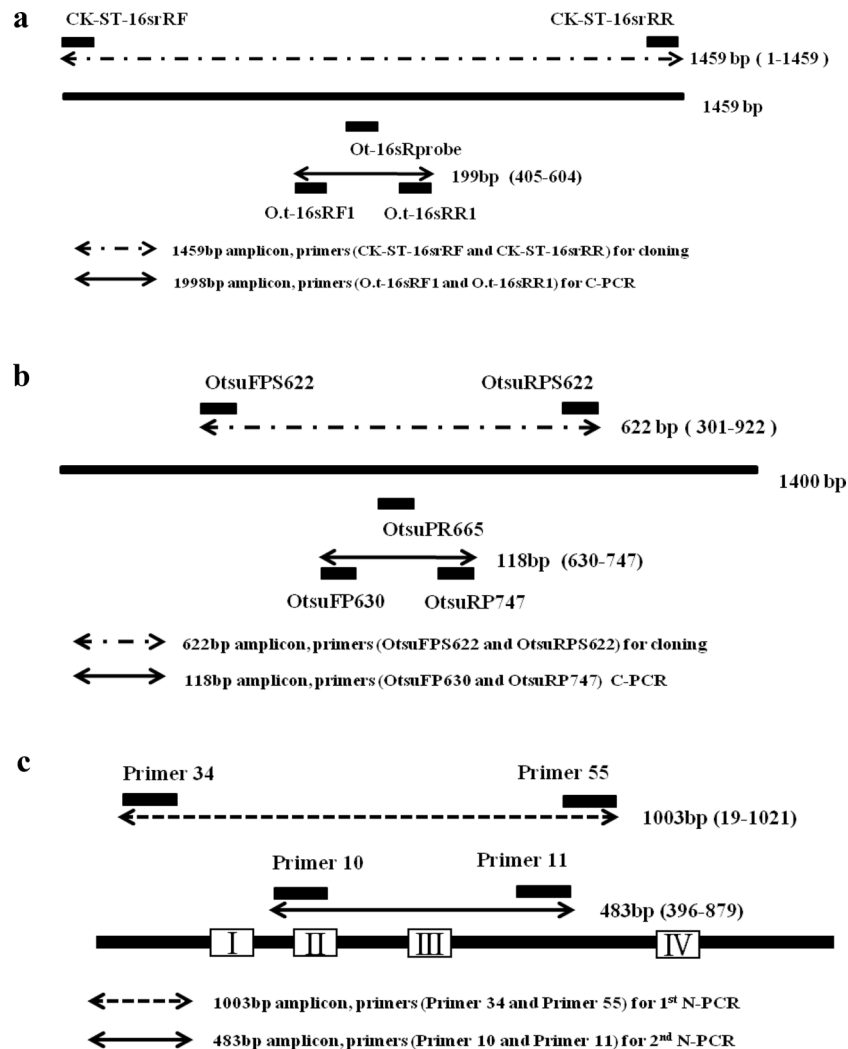 a
CK-ST-16srRF
CK-ST-16srRR
1459 bp ( 1-1459 )
1459 bp
Ot-16sRprobe
199bp (405-604)
O.t-16sRF1
O.t-16sRR1
1459bp amplicon, primers (CK-ST-16srRF and CK-ST-16srRR) for cloning
1998bp amplicon, primers (O.t-16sRF1 and O.t-16sRR1) for C-PCR
b
OtsuFPS622
OtsuRPS622
622 bp ( 301-922 )
1400 bp
OtsuPR665
118bp (630-747)
OtsuFP630
OtsuRP747
622bp amplicon, primers (OtsuFPS622 and OtsuRPS622) for cloning
118bp amplicon, primers (OtsuFP630 and OtsuRP747) C-PCR
c
Primer 34
Primer 55
1003bp (19-1021)
Primer 10
Primer 11
483bp (396-879)
I II III IV
1003bp amplicon, primers (Primer 34 and Primer 55) for 1st N-PCR
483bp amplicon, primers (Primer 10 and Primer 11) for 2nd N-PCR